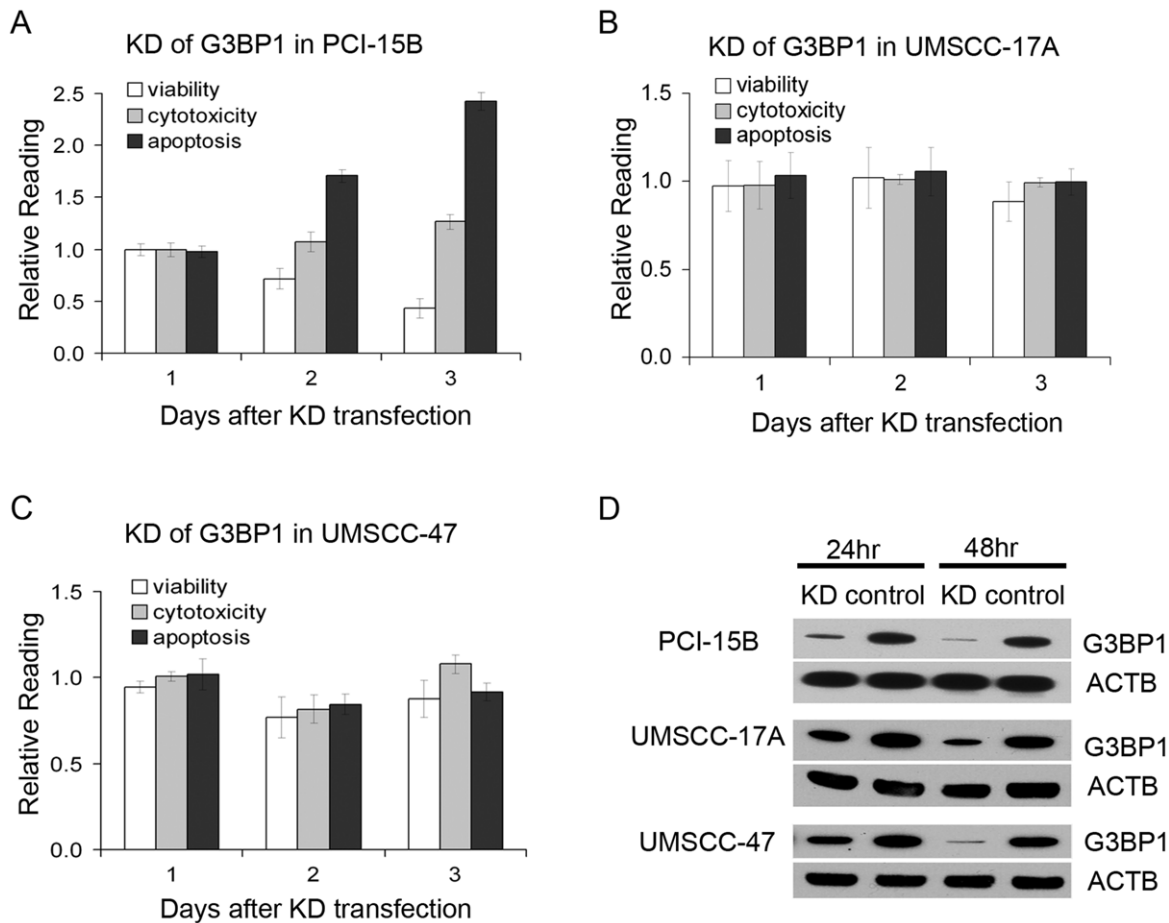 A
KD of G3BP1 in PCI-15B
viability
cytotoxicity
apoptosis
Relative Reading
2.5
2.0
1.5
1.0
0.5
0.0
1 2 3
Days after KD transfection
B
KD of G3BP1 in UMSCC-17A
viability
cytotoxicity
apoptosis
Relative Reading
1.5
1.0
0.5
0.0
1 2 3
Days after KD transfection
C
KD of G3BP1 in UMSCC-47
viability
cytotoxicity
apoptosis
Relative Reading
1.5
1.0
0.5
0.0
1 2 3
Days after KD transfection
D
24hr 48hr
KD control KD control
PCI-15B G3BP1
ACTB
UMSCC-17A G3BP1
ACTB
UMSCC-47 G3BP1
ACTB